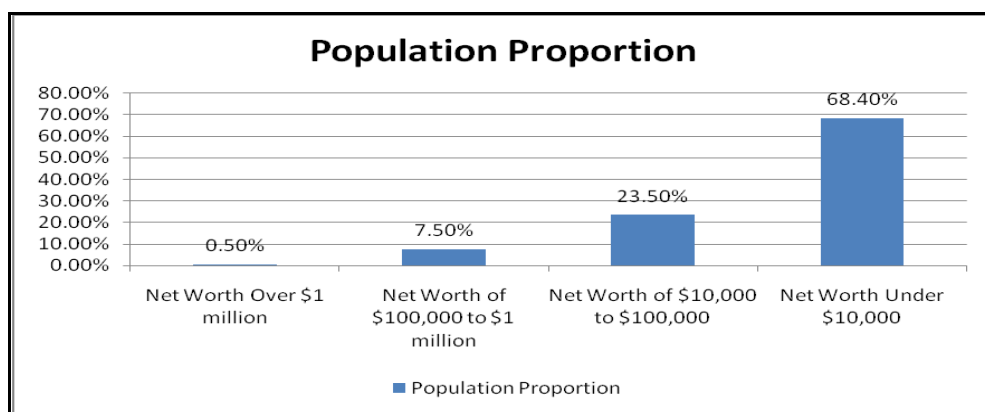 Population Proportion
80.00%
70.00%
60.00%
50.00%
40.00%
30.00%
20.00%
10.00%
0.00%
0.50%
7.50%
23.50%
68.40%
Net Worth Over $1
million
Net Worth of
$100,000 to $1
million
Net Worth of $10,000
to $100,000
Net Worth Under
$10,000
Population Proportion